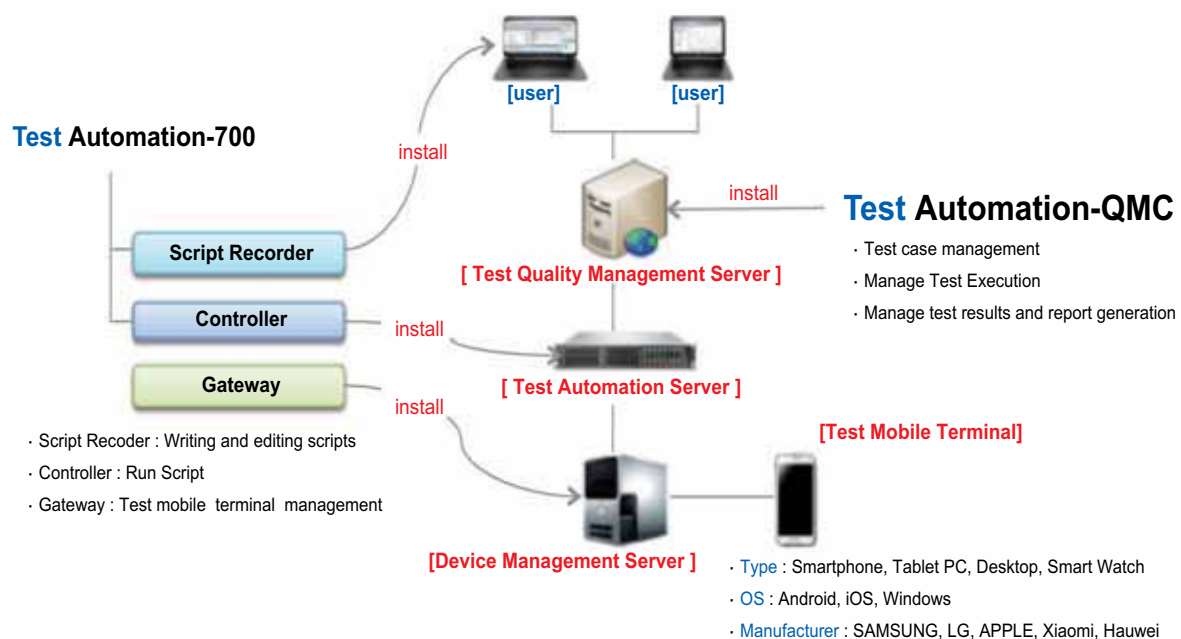 [user]
[user]
Test Automation-700
install
install
Test Automation-QMC
Script Recorder
· Test case management
[ Test Quality Management Server ]
· Manage Test Execution
Controller
· Manage test results and report generation
install
Gateway
[ Test Automation Server ]
install
[Test Mobile Terminal]
· Script Recoder : Writing and editing scripts
· Controller : Run Script
· Gateway : Test mobile terminal management
[Device Management Server ]
· Type : Smartphone, Tablet PC, Desktop, Smart Watch
· OS : Android, iOS, Windows
· Manufacturer : SAMSUNG, LG, APPLE, Xiaomi, Hauwei